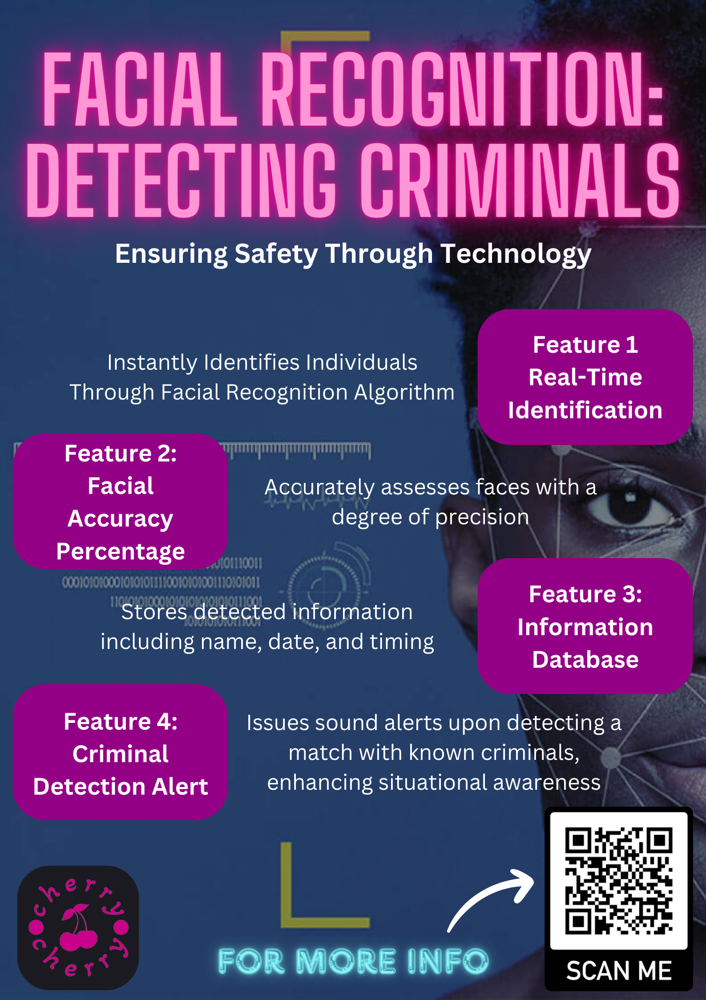 FACIAL RECOGNITION:
DETECTING CRIMINALS
Ensuring Safety Through Technology
Instantly Identifies Individuals
Through Facial Recognition Algorithm
Feature 1
Real-Time
Identification
Feature 2:
Facial
Accuracy
Percentage
Accurately assesses faces with a
degree of precision
Stores detected information
including name, date, and timing
Feature 3:
Information
Database
Feature 4:
Criminal
Detection Alert
Issues sound alerts upon detecting a
match with known criminals,
enhancing situational awareness
cherry
cherry
FOR MORE INFO
SCAN ME